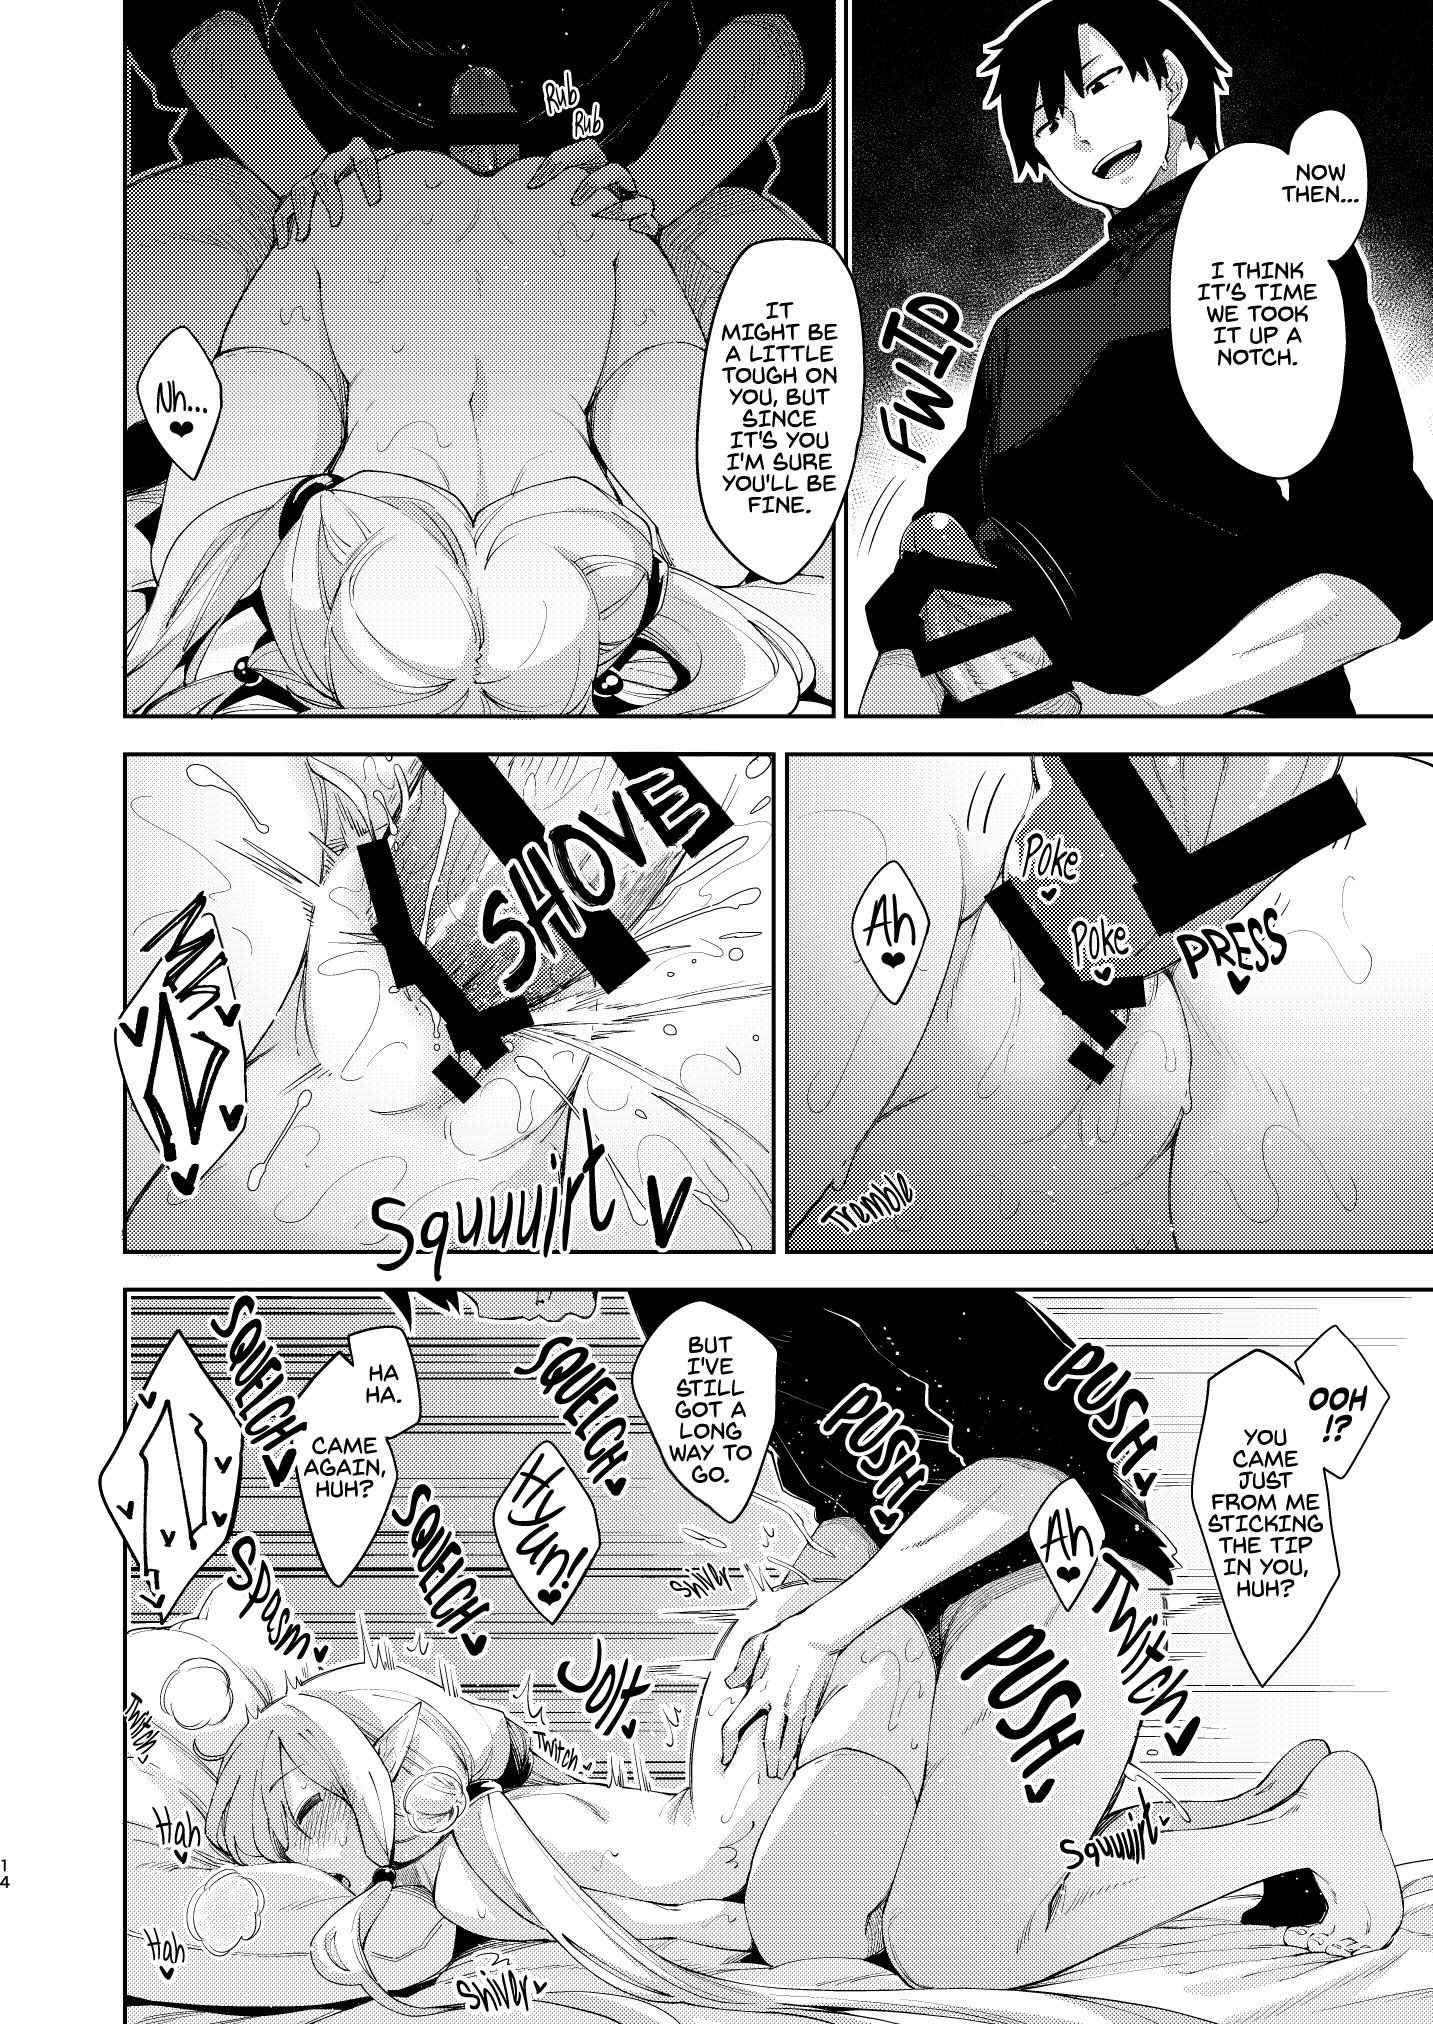 NOW
THEN...
I THINK
IT'S TIME
WE TOOK
IT UP A
NOTCH.
FWIP
Rub
Rub
IT
MIGHT BE
A LITTLE
TOUGH ON
YOU, BUT
SINCE
IT'S YOU
I'M SURE
YOU'LL BE
FINE.
Nh...
Poke
Poke
PRESS
Ah
Tremble
SHOVE
Squuuirt
OOH
!?
YOU
CAME
JUST
FROM ME
STICKING
THE TIP
IN YOU,
HUH?
PUSH
PUSH
Ah
Twitch
PUSH
Squuuirt
BUT
I'VE
STILL
GOT A
LONG
WAY TO
GO.
Shiver
SQUELCH
Hyun!
Jolt
Twitch
HA
HA.
CAME
AGAIN,
HUH?
SQUELCH
SQUELCH
Spasm
Twitch
Hah
Hah
Shiver
14